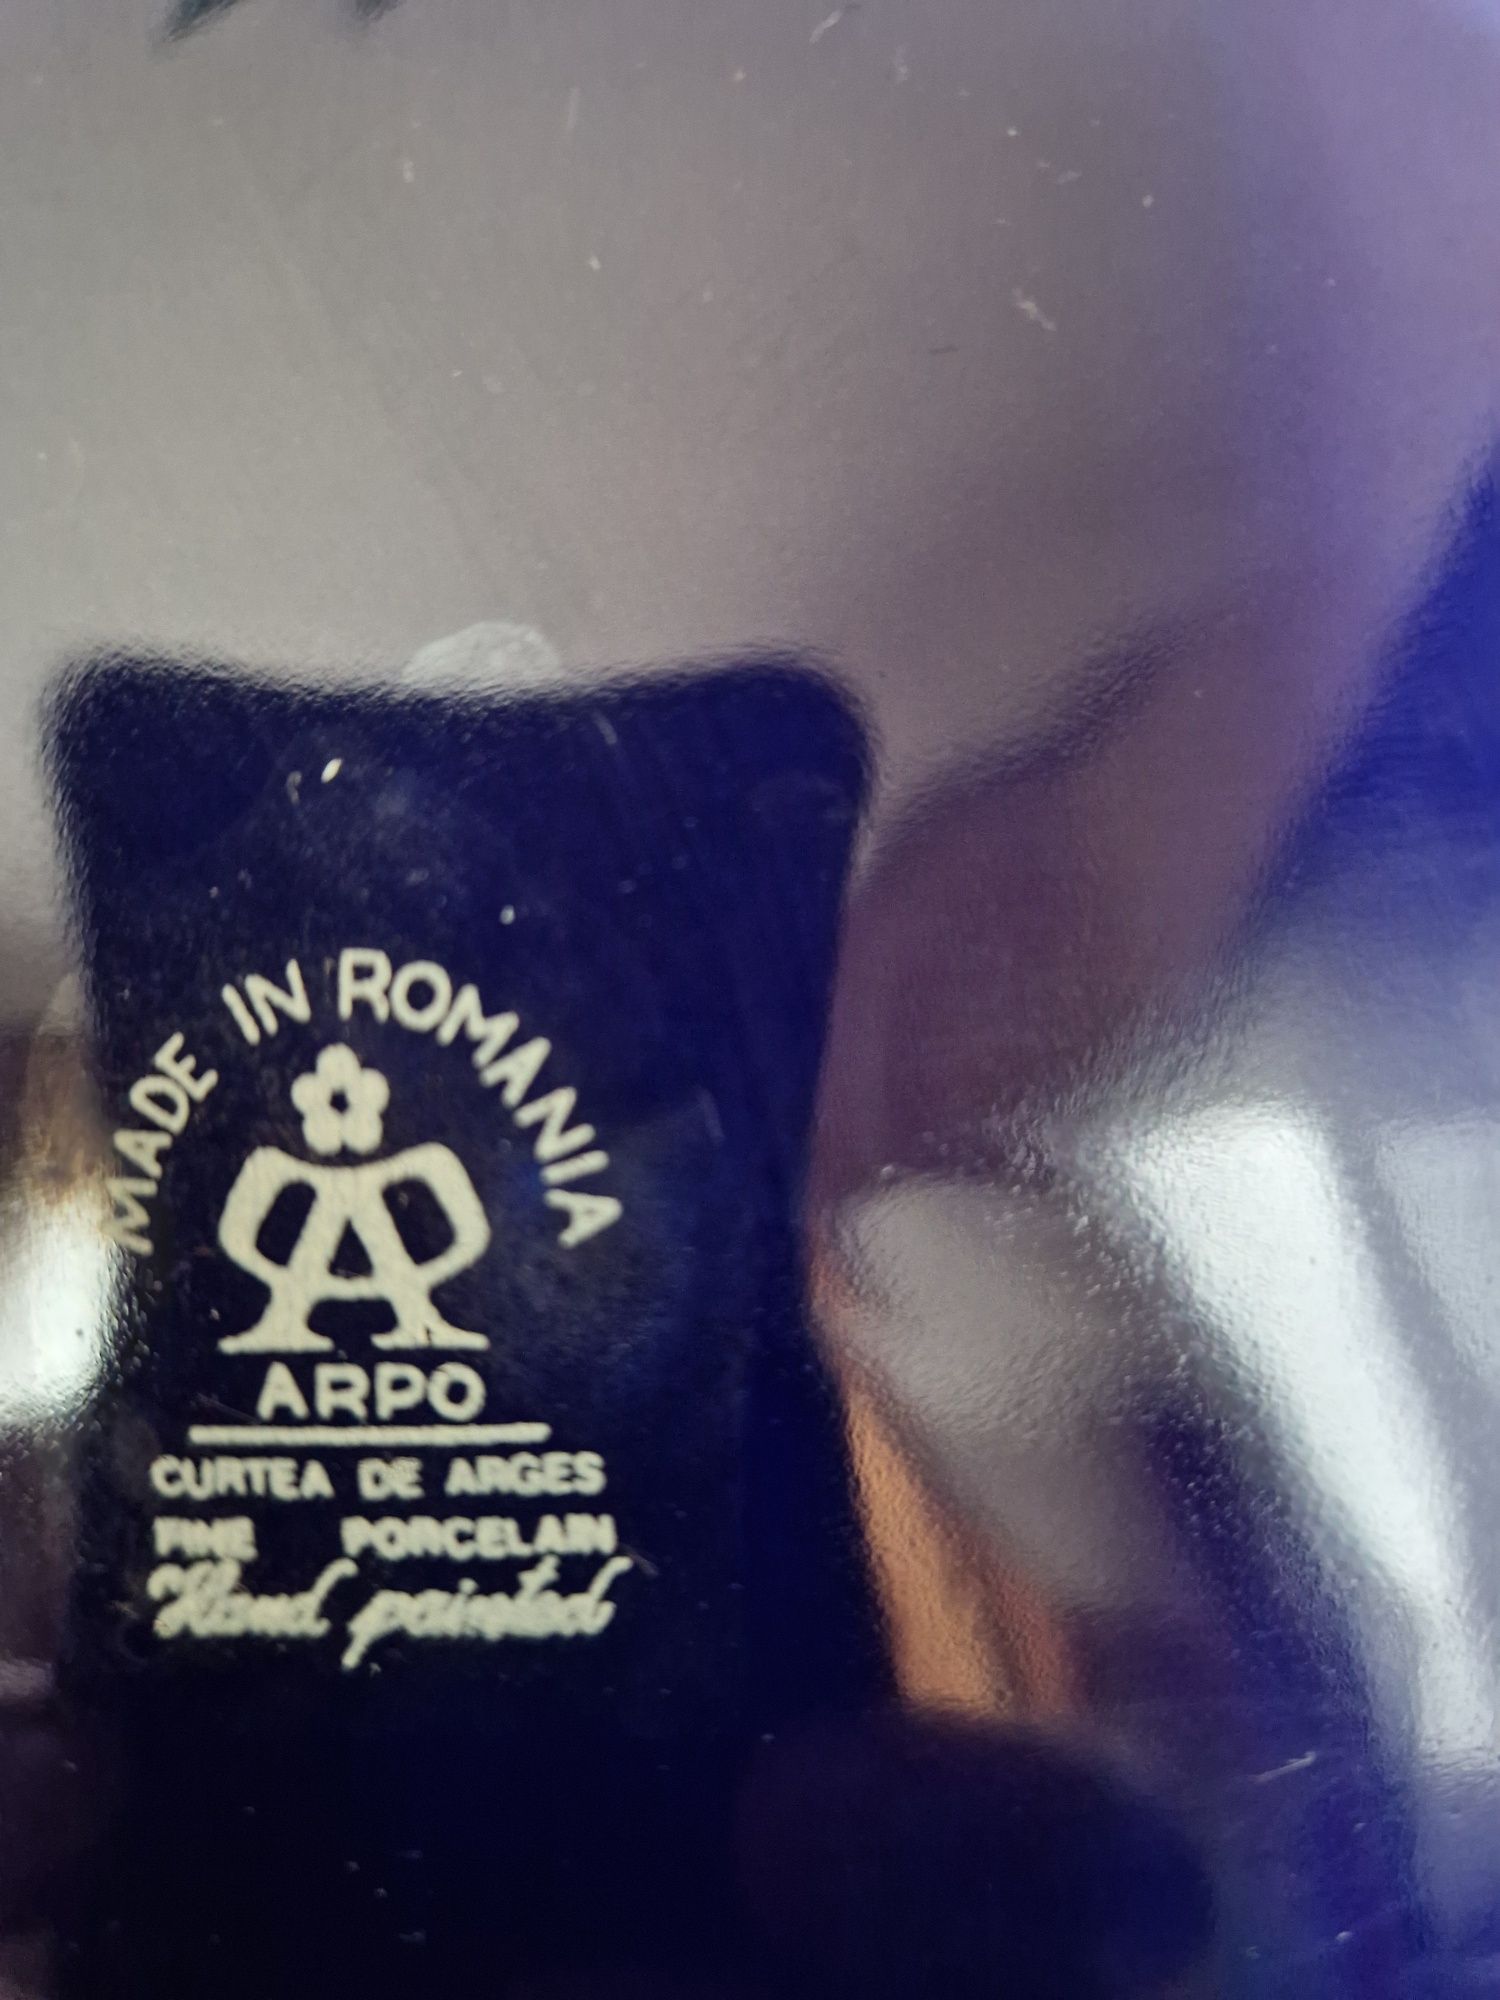 MADE IN ROMANIA
ARPO
CURTEA DE ARGES
FINE PORCELAIN
Hand painted